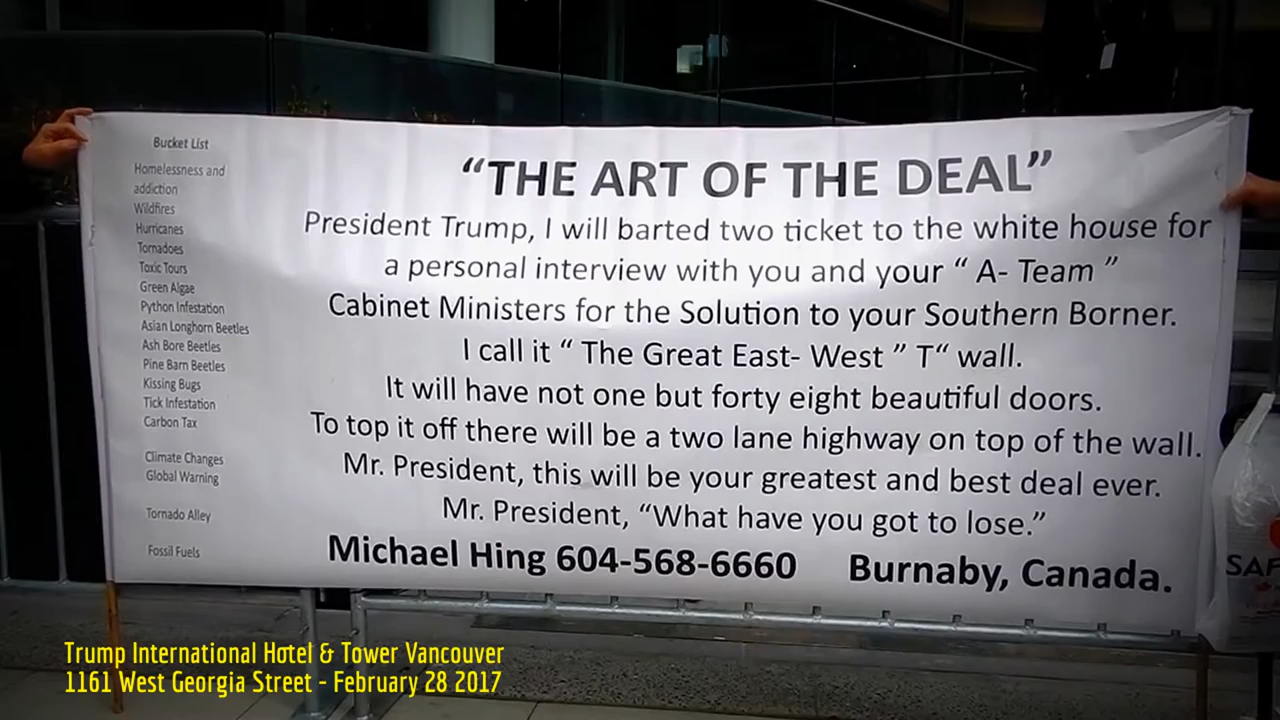 Bucket List
Homelessness and
addiction
Wildfires
Hurricanes
Tornadoes
Toxic Tours
Green Algae
Python Infestation
Asian Longhorn Beetles
Ash Bore Beetles
Pine Barn Beetles
Kissing Bugs
Tick Infestation
Carbon Tax
Climate Changes
Global Warning
Tornado Alley
Fossil Fuels
“THE ART OF THE DEAL”
President Trump, I will barted two ticket to the white house for
a personal interview with you and your “ A- Team ”
Cabinet Ministers for the Solution to your Southern Borner.
I call it “ The Great East- West ” T“ wall.
It will have not one but forty eight beautiful doors.
To top it off there will be a two lane highway on top of the wall.
Mr. President, this will be your greatest and best deal ever.
Mr. President, “What have you got to lose.”
Michael Hing 604-568-6660 Burnaby, Canada.
SAF
Trump International Hotel & Tower Vancouver
1161 West Georgia Street - February 28 2017